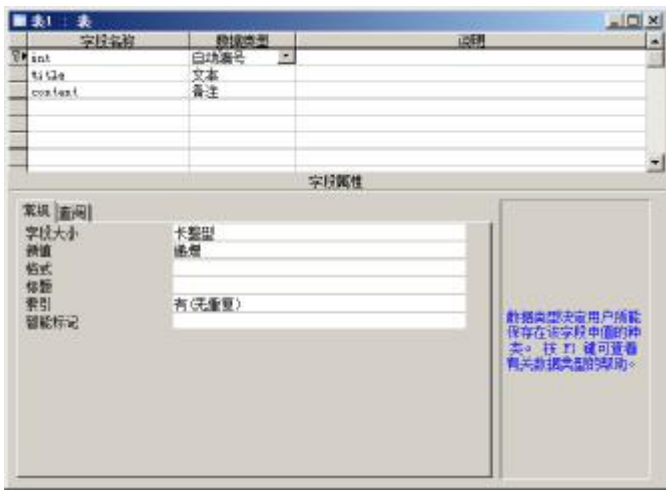 表1 : 表
字段名称 数据类型 说明
int 自动编号
title 文本
content 备注
字段属性
常规 查阅
字段大小 长整型
新值 递增
格式
标题
索引 有(无重复)
智能标记
数据类型决定用户所能
保存在该字段中值的种
类。 按 F1 键可查看
有关数据类型的帮助。